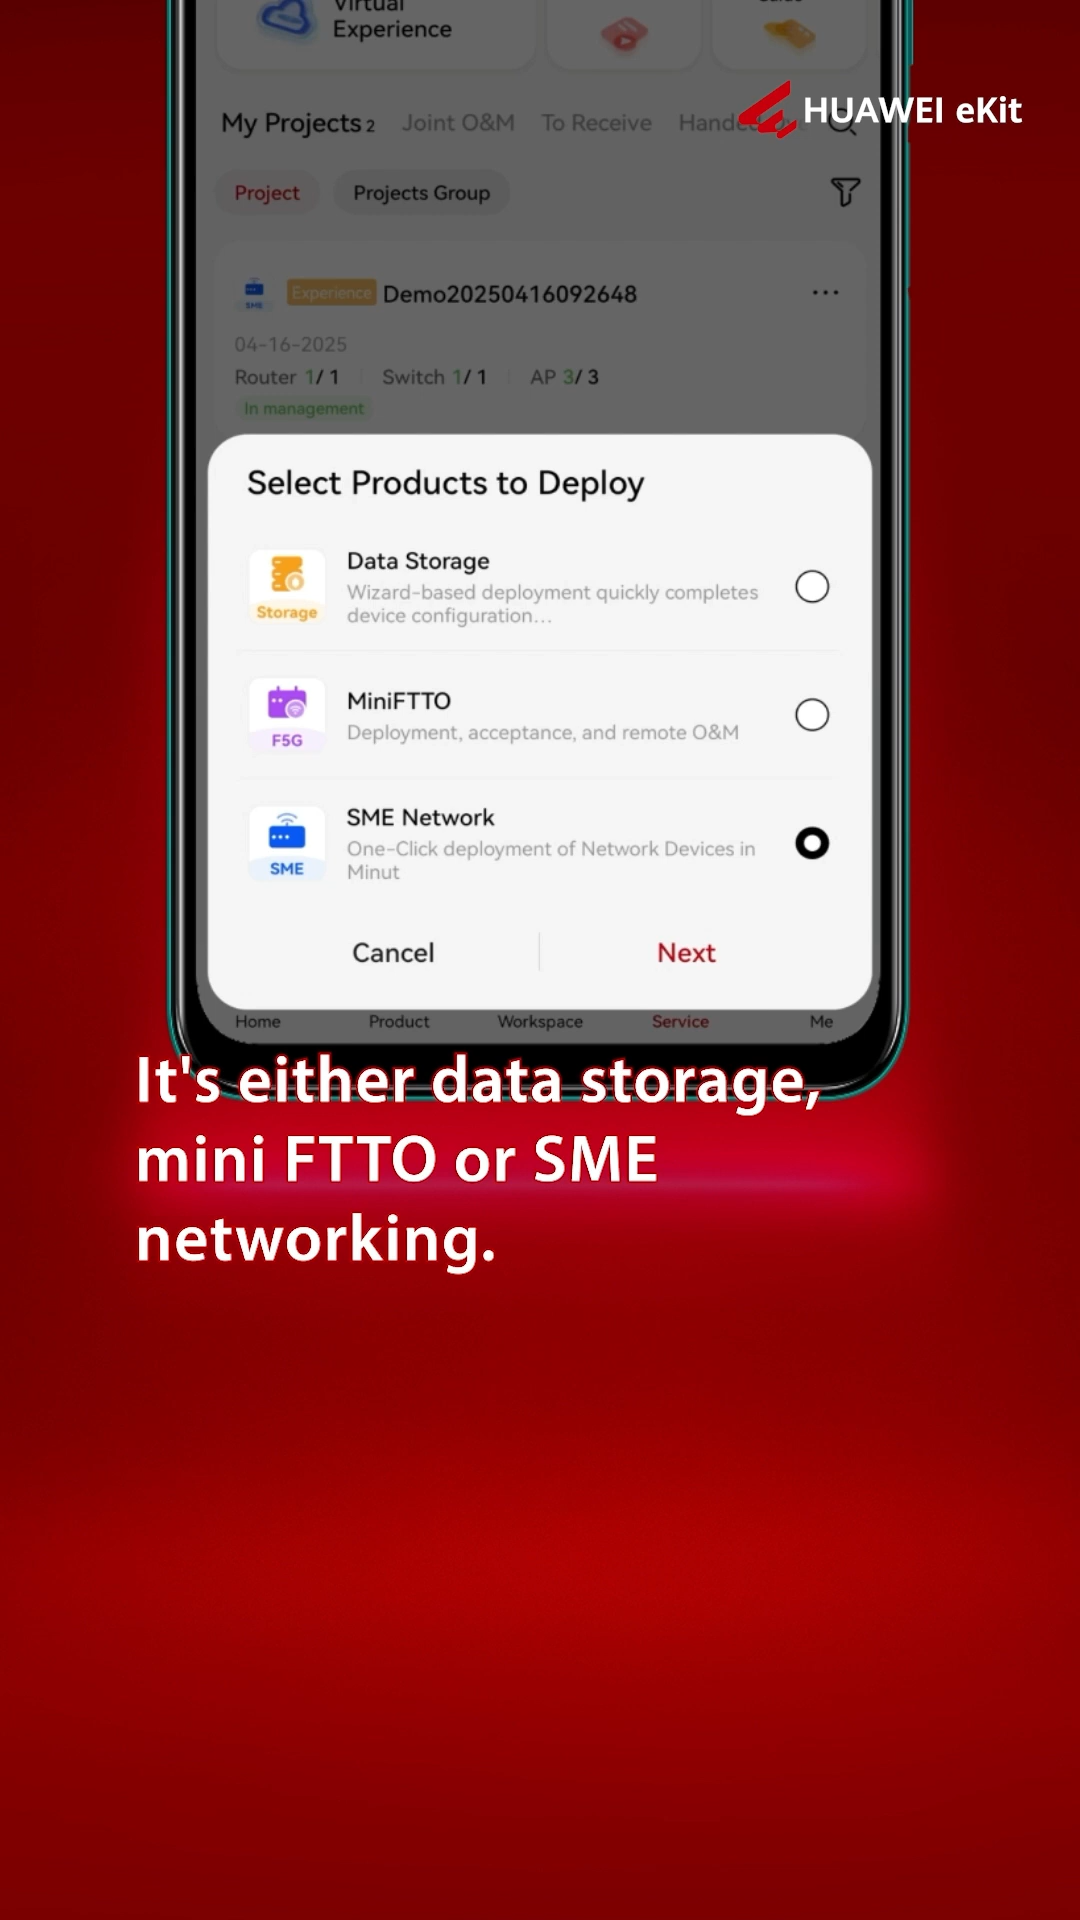 Virtual
Experience
HUAWEI eKit
My Projects 2 Joint O&M To Receive
Project Projects Group
SME Experience Demo20250416092648 ...
04-16-2025
Router 1/ 1 Switch 1/ 1 AP 3/ 3
In management
Select Products to Deploy
Data Storage
Wizard-based deployment quickly completes
device configuration...
Storage
MiniFTTO
Deployment, acceptance, and remote O&M
F5G
SME Network
One-Click deployment of Network Devices in
Minut
SME
Cancel Next
Home Product Workspace Service Me
It's either data storage,
mini FTTO or SME
networking.